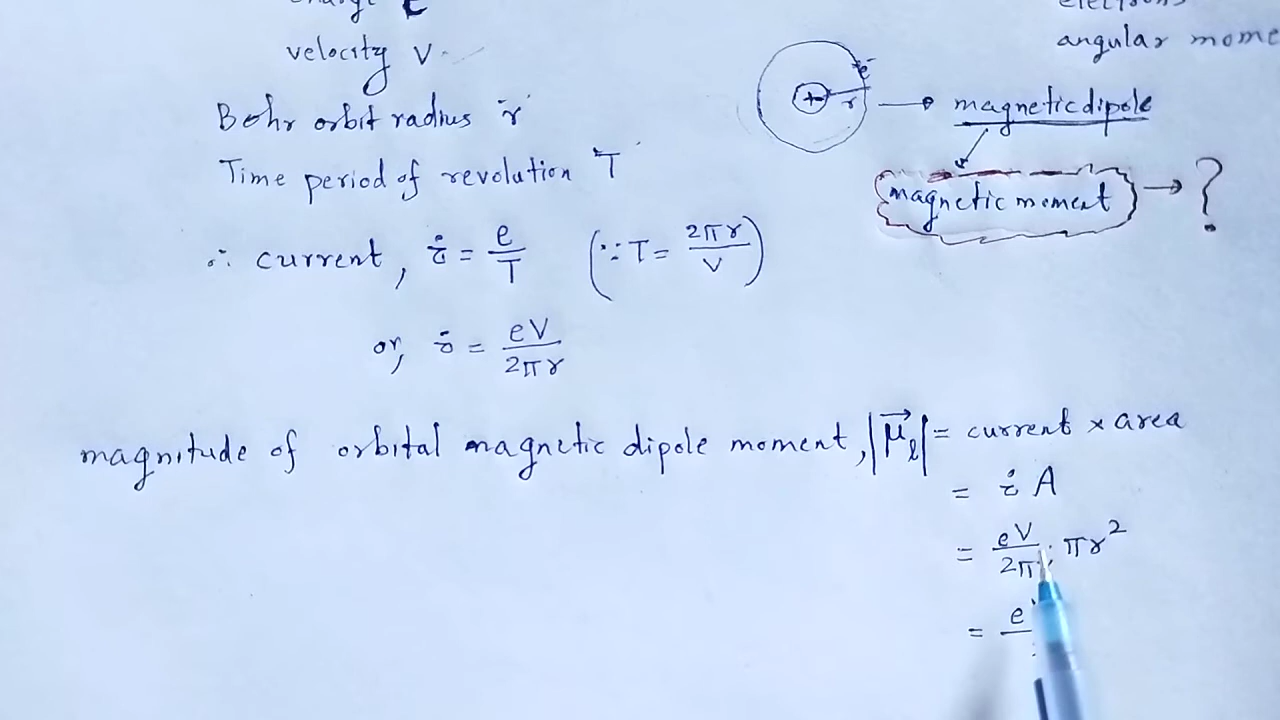 velocity V
Bohr orbit radius 'r'
Time period of revolution 'T'
∴ current, i = e/T (∵ T = 2πr/V)
or, i = eV/2πr
+ e⁻ r → magnetic dipole
magnetic moment → ?
angular mome
magnitude of orbital magnetic dipole moment, |μ⃗ₗ| = current × area
= i A
= eV/2π · πr²
= e